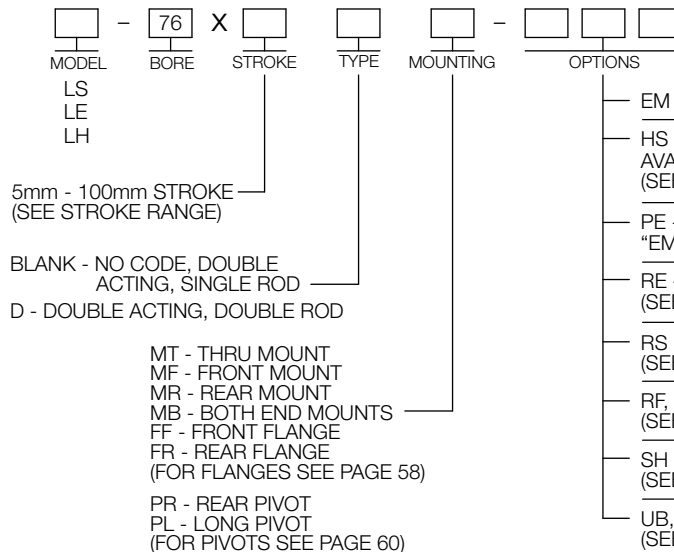 – 76 X –
MODEL BORE STROKE TYPE MOUNTING OPTIONS
LS
LE
LH
5mm - 100mm STROKE
(SEE STROKE RANGE)
BLANK - NO CODE, DOUBLE
ACTING, SINGLE ROD
D - DOUBLE ACTING, DOUBLE ROD
MT - THRU MOUNT
MF - FRONT MOUNT
MR - REAR MOUNT
MB - BOTH END MOUNTS
FF - FRONT FLANGE
FR - REAR FLANGE
(FOR FLANGES SEE PAGE 58)
PR - REAR PIVOT
PL - LONG PIVOT
(FOR PIVOTS SEE PAGE 60)
EM
HS
PE -
"EM
RE
RS
RF,
SH
UB,